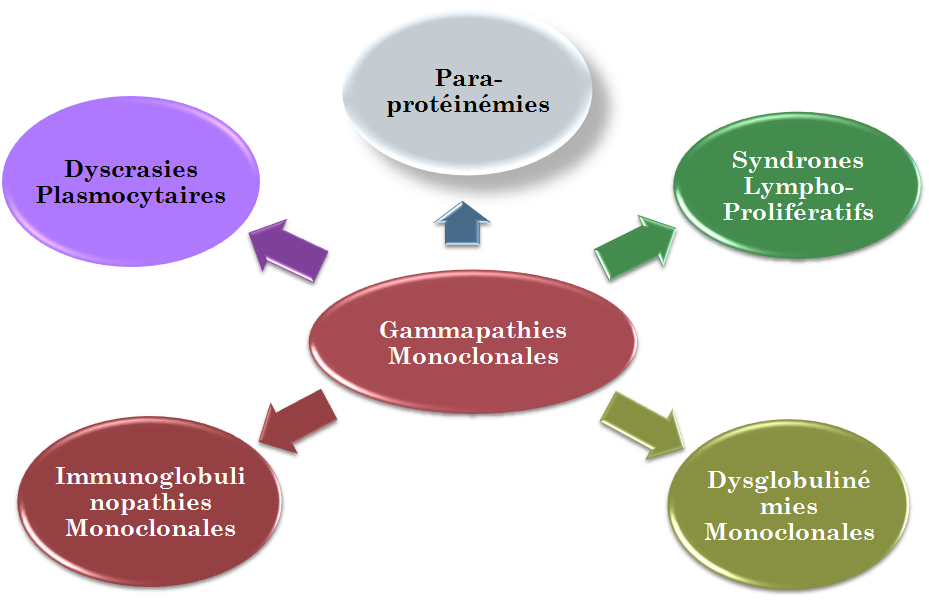 Para-
protéinémies
Dyscrasies
Plasmocytaires
Syndrones
Lympho-
Prolifératifs
Gammapathies
Monoclonales
Immunoglobuli
nopathies
Monoclonales
Dysglobuliné
mies
Monoclonales